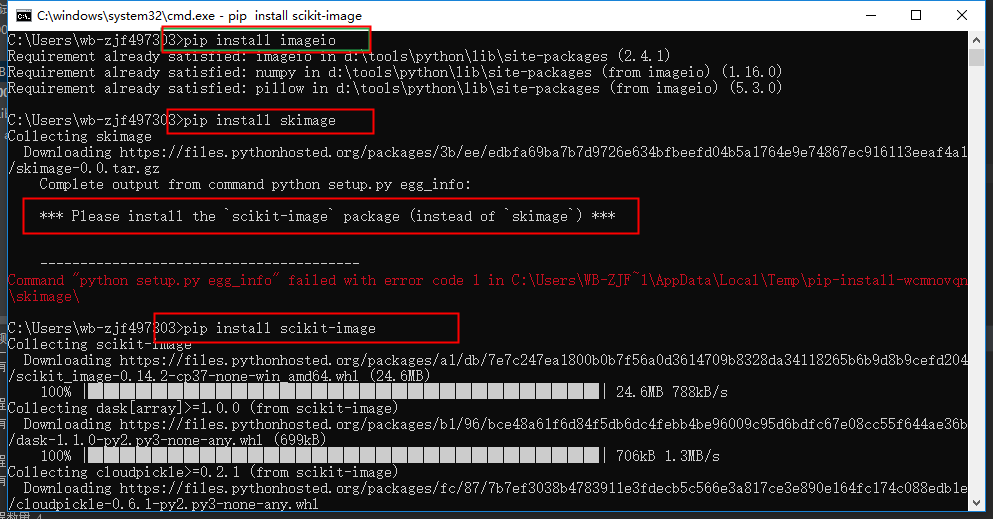 C:\windows\system32\cmd.exe - pip  install scikit-image
C:\Users\wb-zjf497303>pip install imageio
Requirement already satisfied: imageio in d:\tools\python\lib\site-packages (2.4.1)
Requirement already satisfied: numpy in d:\tools\python\lib\site-packages (from imageio) (1.16.0)
Requirement already satisfied: pillow in d:\tools\python\lib\site-packages (from imageio) (5.3.0)
C:\Users\wb-zjf497303>pip install skimage
Collecting skimage
  Downloading https://files.pythonhosted.org/packages/3b/ee/edbfa69ba7b7d9726e634bfbeefd04b5a1764e9e74867ec916113eeaf4a1
/skimage-0.0.tar.gz
    Complete output from command python setup.py egg_info:
    *** Please install the `scikit-image` package (instead of `skimage`) ***
    ----------------------------------------
Command "python setup.py egg_info" failed with error code 1 in C:\Users\WB-ZJF~1\AppData\Local\Temp\pip-install-wcmnovqn
\skimage\
C:\Users\wb-zjf497303>pip install scikit-image
Collecting scikit-image
  Downloading https://files.pythonhosted.org/packages/a1/db/7e7c247ea1800b0b7f56a0d3614709b8328da34118265b6b9d8b9cefd204
/scikit_image-0.14.2-cp37-none-win_amd64.whl (24.6MB)
    100% |████████████████████████████████| 24.6MB 788kB/s
Collecting dask[array]>=1.0.0 (from scikit-image)
  Downloading https://files.pythonhosted.org/packages/b1/96/bce48a61f6d84f5db6dc4febb4be96009c95d6bdfc67e08cc55f644ae36b
/dask-1.1.0-py2.py3-none-any.whl (699kB)
    100% |████████████████████████████████| 706kB 1.3MB/s
Collecting cloudpickle>=0.2.1 (from scikit-image)
  Downloading https://files.pythonhosted.org/packages/fc/87/7b7ef3038b4783911e3fdecb5c566e3a817ce3e890e164fc174c088edb1e
/cloudpickle-0.6.1-py2.py3-none-any.whl